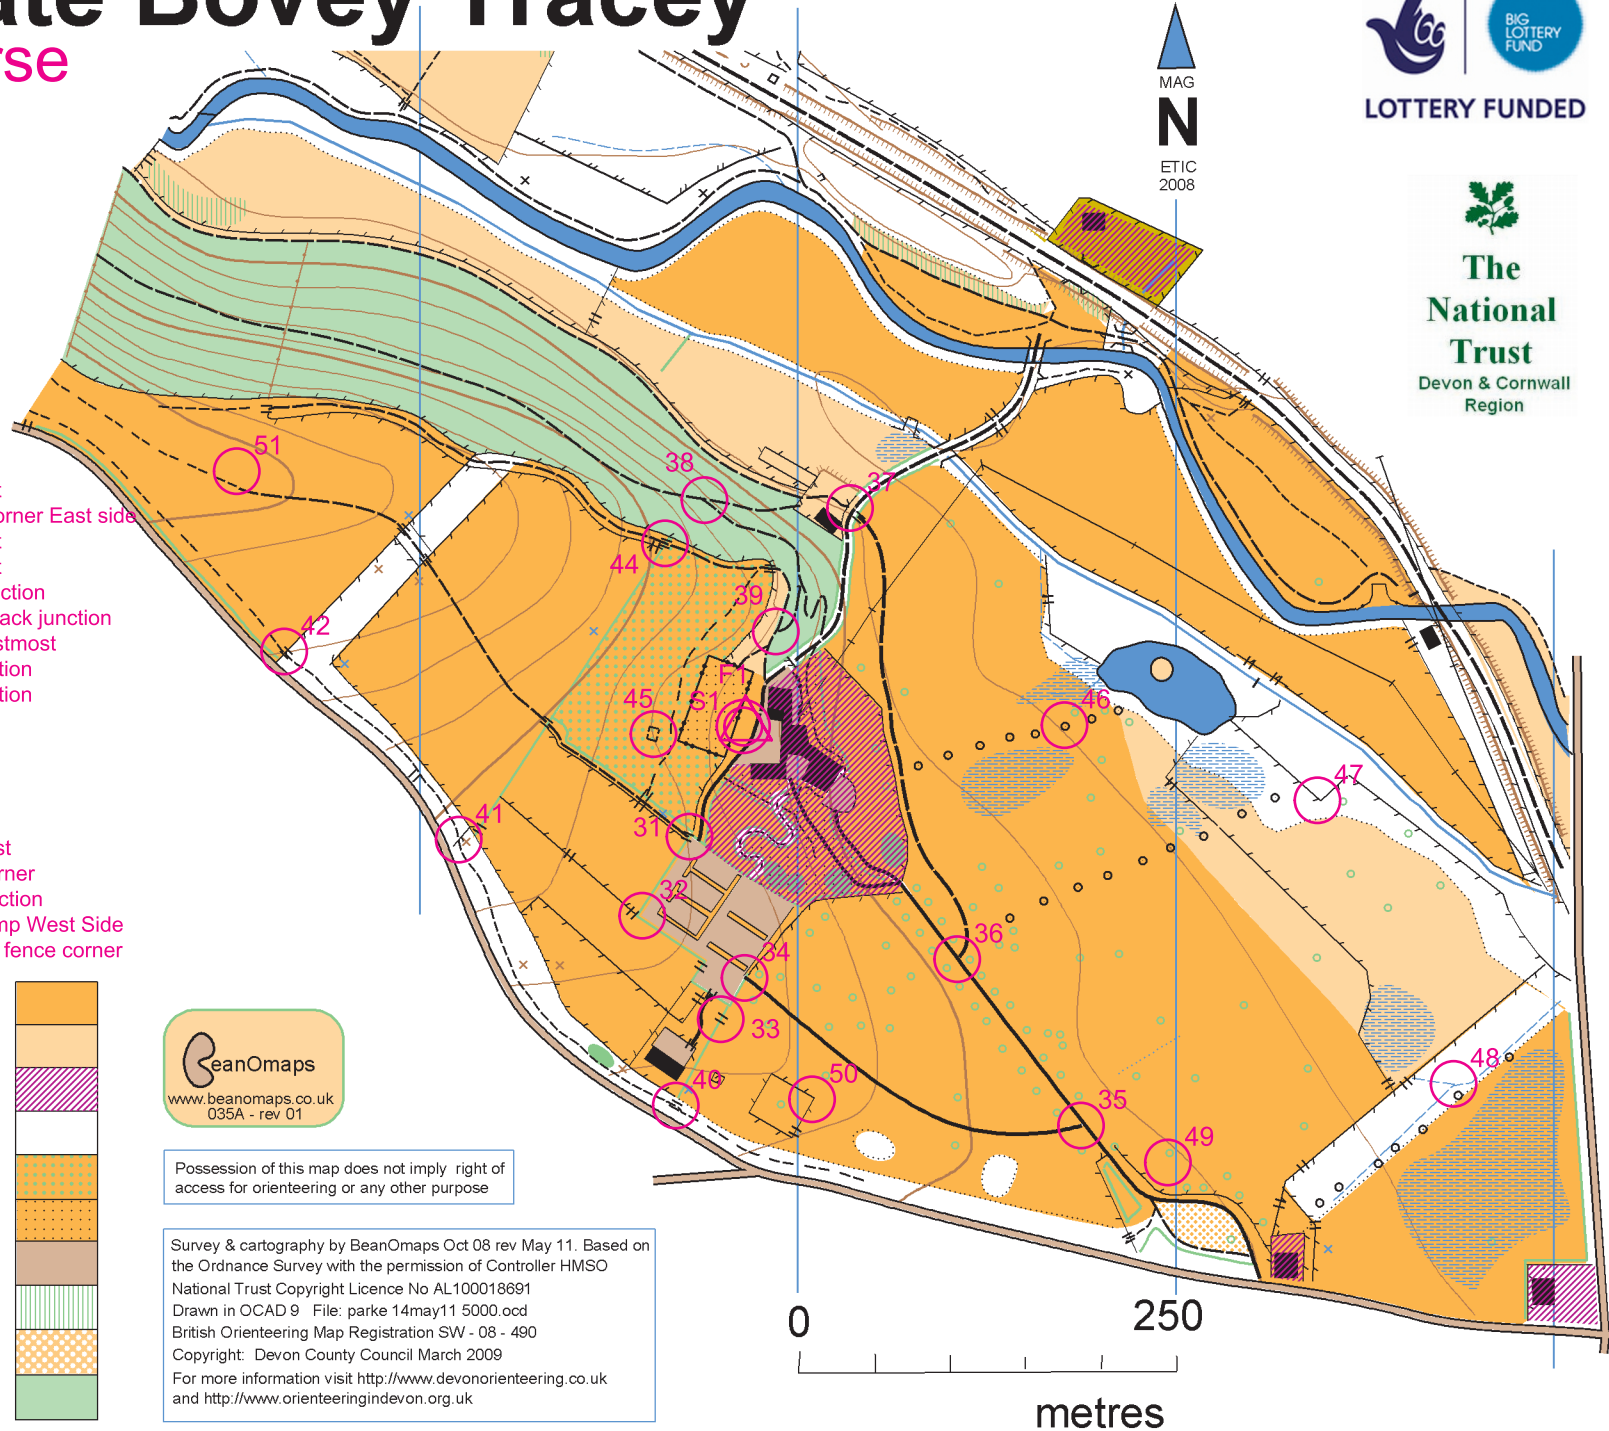 ate Bovey Tracey
rse
BIG
LOTTERY
FUND
LOTTERY FUNDED
MAG
N
ETIC
2008
The
National
Trust
Devon & Cornwall
Region
51
38
37
44
39
42
F1
S1
45
46
47
41
31
32
36
34
33
48
40
50
35
49
t
orner East side
t
t
ction
ack junction
stmost
tion
tion
st
rner
ction
mp West Side
fence corner
BeanOmaps
www.beanomaps.co.uk
035A - rev 01
Possession of this map does not imply right of
access for orienteering or any other purpose
Survey & cartography by BeanOmaps Oct 08 rev May 11. Based on
the Ordnance Survey with the permission of Controller HMSO
National Trust Copyright Licence No AL100018691
Drawn in OCAD 9 File: parke 14may11 5000.ocd
British Orienteering Map Registration SW - 08 - 490
Copyright: Devon County Council March 2009
For more information visit http://www.devonorienteering.co.uk
and http://www.orienteeringindevon.org.uk
0
250
metres